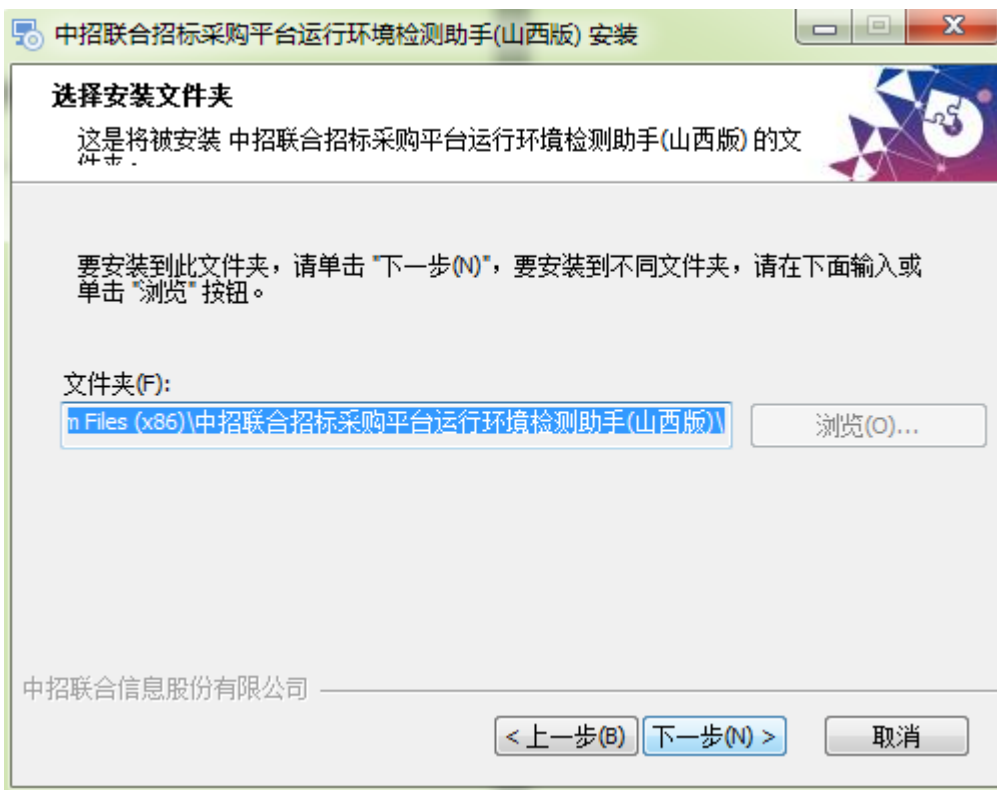 中招联合招标采购平台运行环境检测助手(山西版) 安装
选择安装文件夹
这是将被安装 中招联合招标采购平台运行环境检测助手(山西版) 的文
件夹。
要安装到此文件夹，请单击 "下一步(N)"，要安装到不同文件夹，请在下面输入或
单击 "浏览" 按钮。
文件夹(F):
m Files (x86)\中招联合招标采购平台运行环境检测助手(山西版)\
浏览(O)...
中招联合信息股份有限公司
< 上一步(B)
下一步(N) >
取消